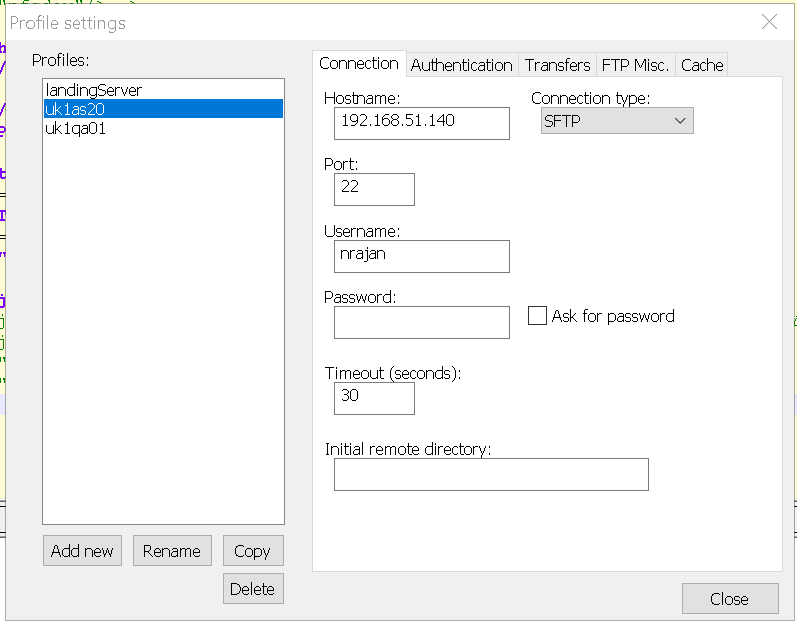 Profile settings
Profiles:
landingServer
uk1as20
uk1qa01
Add new
Rename
Copy
Delete
Connection
Authentication
Transfers
FTP Misc.
Cache
Hostname:
192.168.51.140
Connection type:
SFTP
Port:
22
Username:
nrajan
Password:
Ask for password
Timeout (seconds):
30
Initial remote directory:
Close